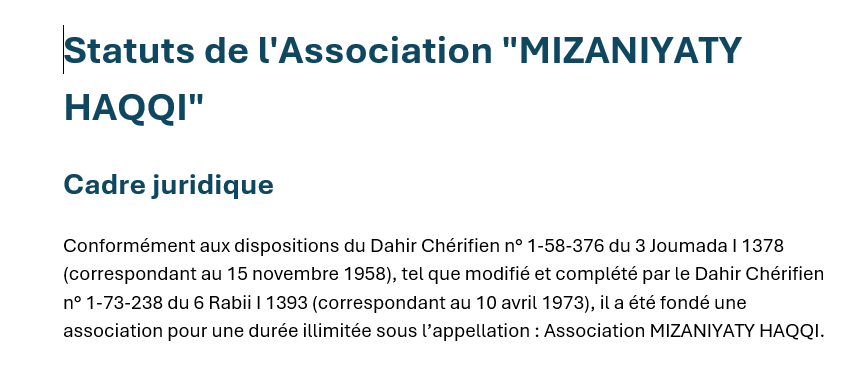 Statuts de l'Association "MIZANIYATY
HAQQI"
Cadre juridique
Conformément aux dispositions du Dahir Chérifien n° 1-58-376 du 3 Joumada I 1378
(correspondant au 15 novembre 1958), tel que modifié et complété par le Dahir Chérifien
n° 1-73-238 du 6 Rabii I 1393 (correspondant au 10 avril 1973), il a été fondé une
association pour une durée illimitée sous l’appellation : Association MIZANIYATY HAQQI.